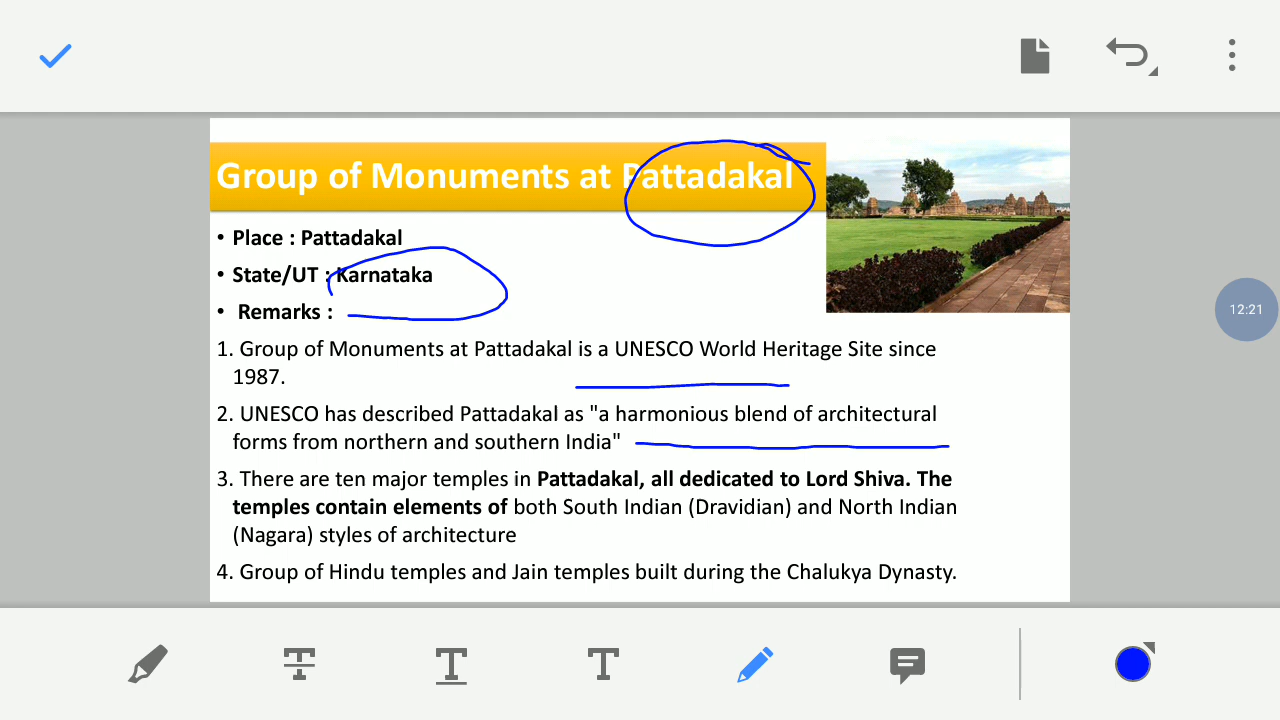 Group of Monuments at Pattadakal
• Place : Pattadakal
• State/UT : Karnataka
• Remarks :
1. Group of Monuments at Pattadakal is a UNESCO World Heritage Site since
1987.
2. UNESCO has described Pattadakal as "a harmonious blend of architectural
forms from northern and southern India"
3. There are ten major temples in Pattadakal, all dedicated to Lord Shiva. The
temples contain elements of both South Indian (Dravidian) and North Indian
(Nagara) styles of architecture
4. Group of Hindu temples and Jain temples built during the Chalukya Dynasty.
12:21
T T T